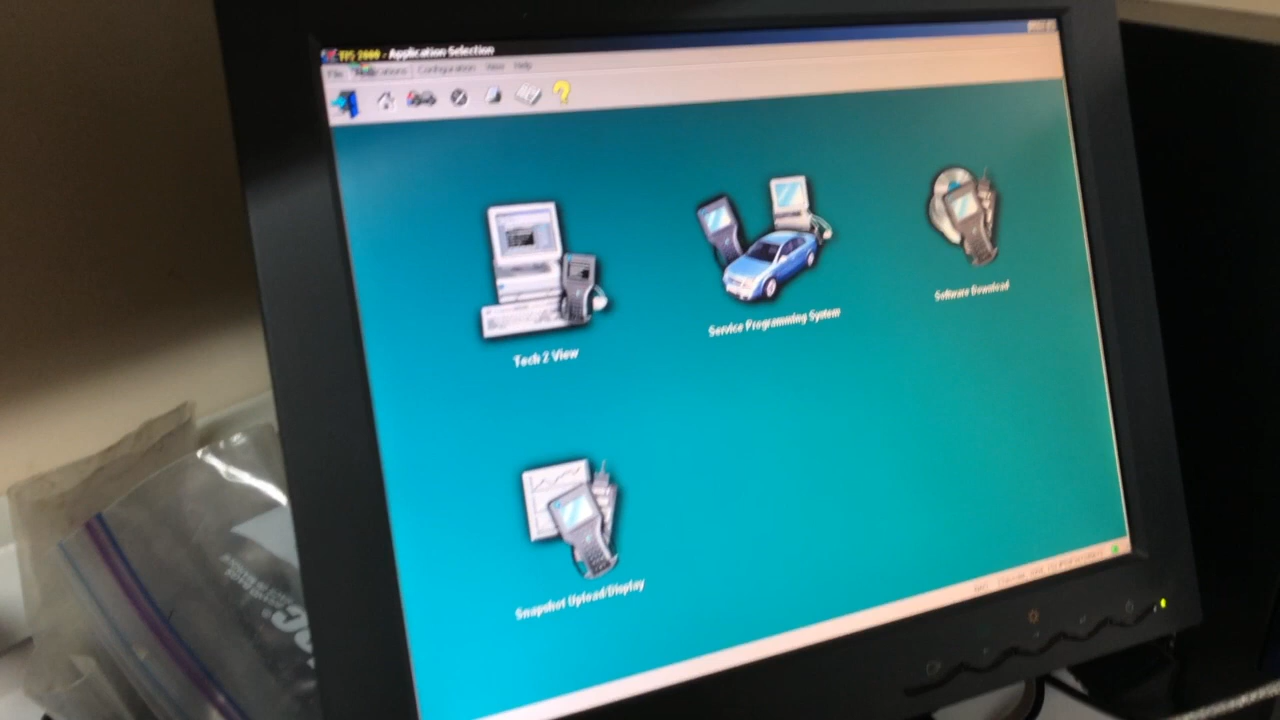 TIS 2000 - Application Selection
File Applications Configuration View Help
Tech 2 View
Service Programming System
Software Download
Snapshot Upload/Display